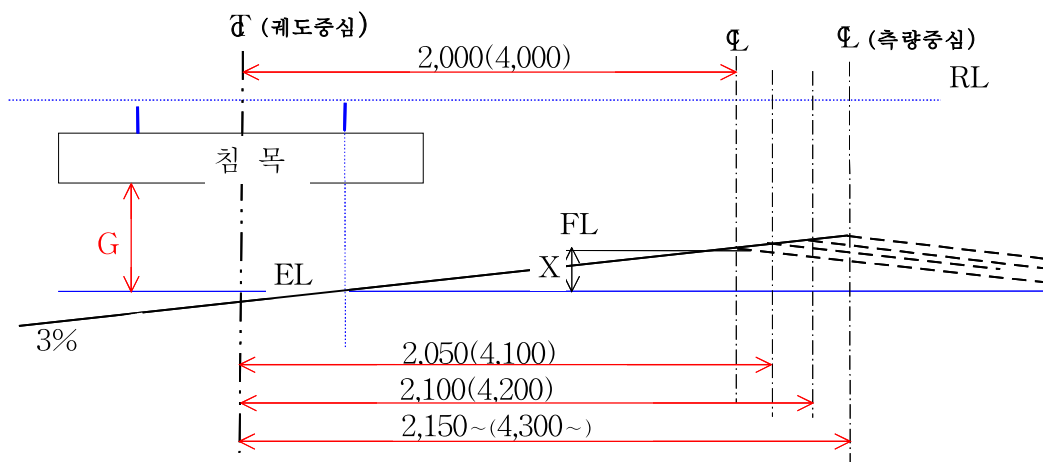 ℄ (궤도중심)
℄ (측량중심)
℄
2,000(4,000)
RL
침 목
G
FL
X
EL
3%
2,050(4,100)
2,100(4,200)
2,150~(4,300~)